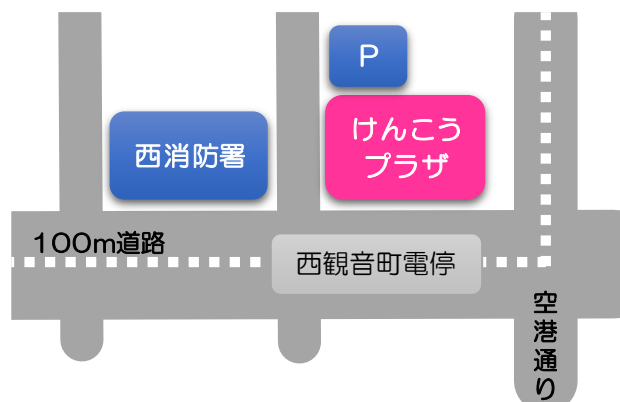 P
けんこう
プラザ
西消防署
100m道路
西観音町電停
空港通り